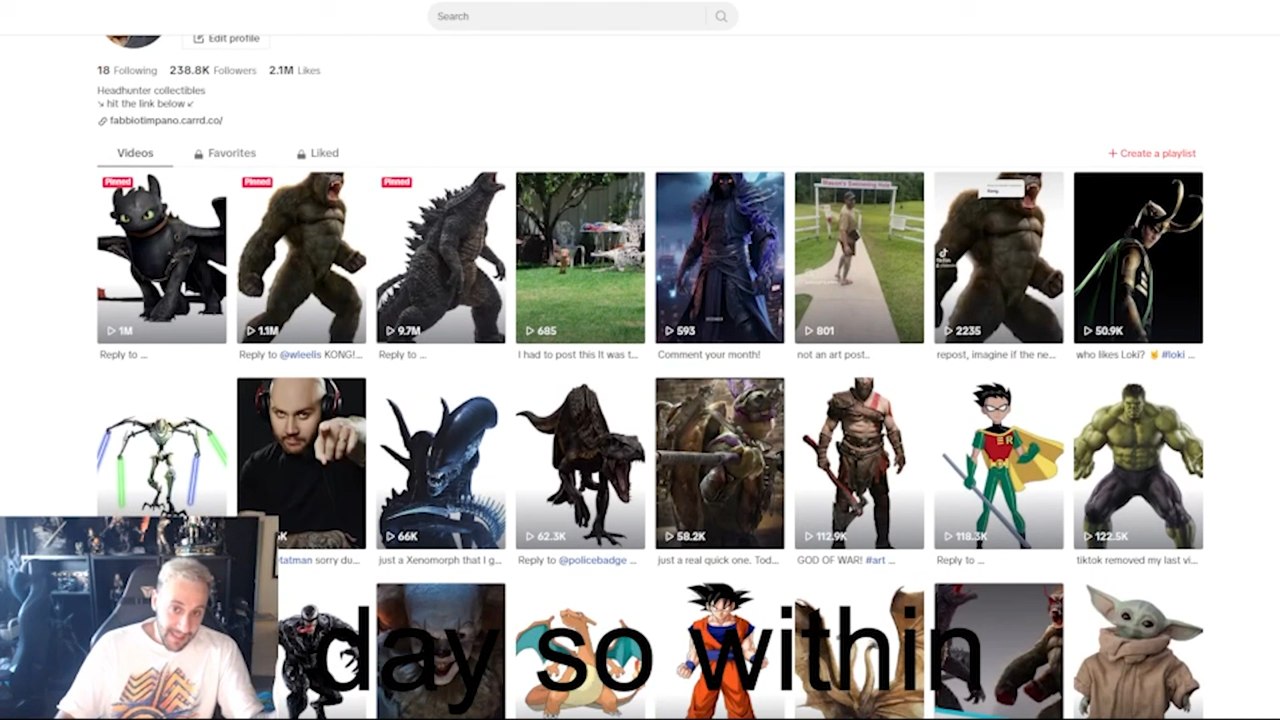 Search
Edit profile
18 Following 238.8K Followers 2.1M Likes
Headhunter collectibles
↘ hit the link below ↙
fabbiotimpano.carrd.co/
Videos Favorites Liked + Create a playlist
Pinned Pinned Pinned
1M 1.1M 9.7M 685 593 801 2235 50.9K
Reply to ... Reply to @wleelis KONG!... Reply to ... I had to post this It was t... Comment your month! not an art post.. repost, imagine if the ne... who likes Loki? 🤘 #loki ...
66K 62.3K 58.2K 112.9K 118.3K 122.5K
tatman sorry du... just a Xenomorph that I g... Reply to @policebadge ... just a real quick one. Tod... GOD OF WAR! #art ... Reply to ... tiktok removed my last vi...
day so within